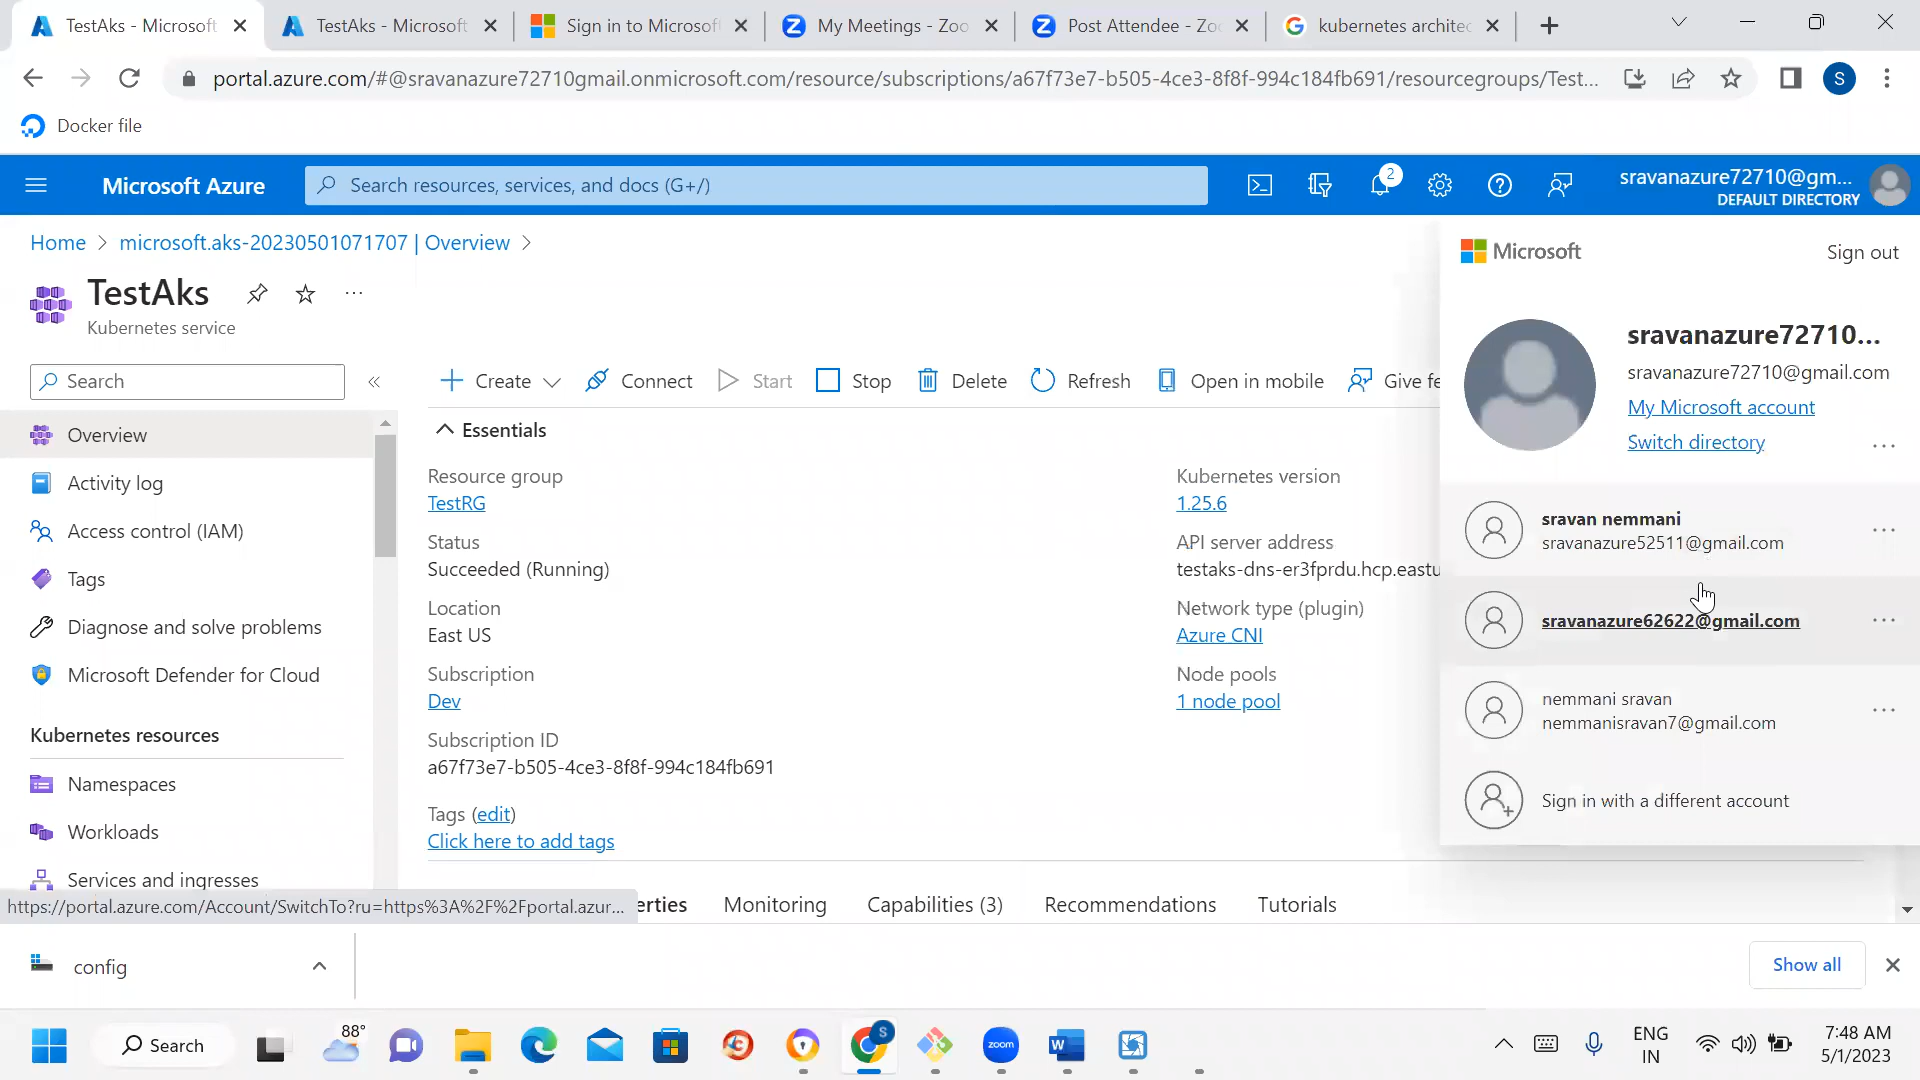 TestAks - Microsoft
TestAks - Microsoft
Sign in to Microsof
My Meetings - Zoo
Post Attendee - Zo
kubernetes architec
portal.azure.com/#@sravanazure72710gmail.onmicrosoft.com/resource/subscriptions/a67f73e7-b505-4ce3-8f8f-994c184fb691/resourcegroups/Test...
S
Docker file
Microsoft Azure
Search resources, services, and docs (G+/)
2
sravanazure72710@gm...
DEFAULT DIRECTORY
Home > microsoft.aks-20230501071707 | Overview >
TestAks
...
Kubernetes service
Search
Overview
Activity log
Access control (IAM)
Tags
Diagnose and solve problems
Microsoft Defender for Cloud
Kubernetes resources
Namespaces
Workloads
Services and ingresses
Create
Connect
Start
Stop
Delete
Refresh
Open in mobile
Give fe
Essentials
Resource group
TestRG
Status
Succeeded (Running)
Location
East US
Subscription
Dev
Subscription ID
a67f73e7-b505-4ce3-8f8f-994c184fb691
Tags (edit)
Click here to add tags
Kubernetes version
1.25.6
API server address
testaks-dns-er3fprdu.hcp.eastu
Network type (plugin)
Azure CNI
Node pools
1 node pool
Microsoft
Sign out
sravanazure72710...
sravanazure72710@gmail.com
My Microsoft account
Switch directory
...
sravan nemmani
sravanazure52511@gmail.com
...
sravanazure62622@gmail.com
...
nemmani sravan
nemmanisravan7@gmail.com
...
Sign in with a different account
erties
Monitoring
Capabilities (3)
Recommendations
Tutorials
https://portal.azure.com/Account/SwitchTo?ru=https%3A%2F%2Fportal.azur...
config
Show all
Search
88°
S
zoom
W
ENG
IN
7:48 AM
5/1/2023